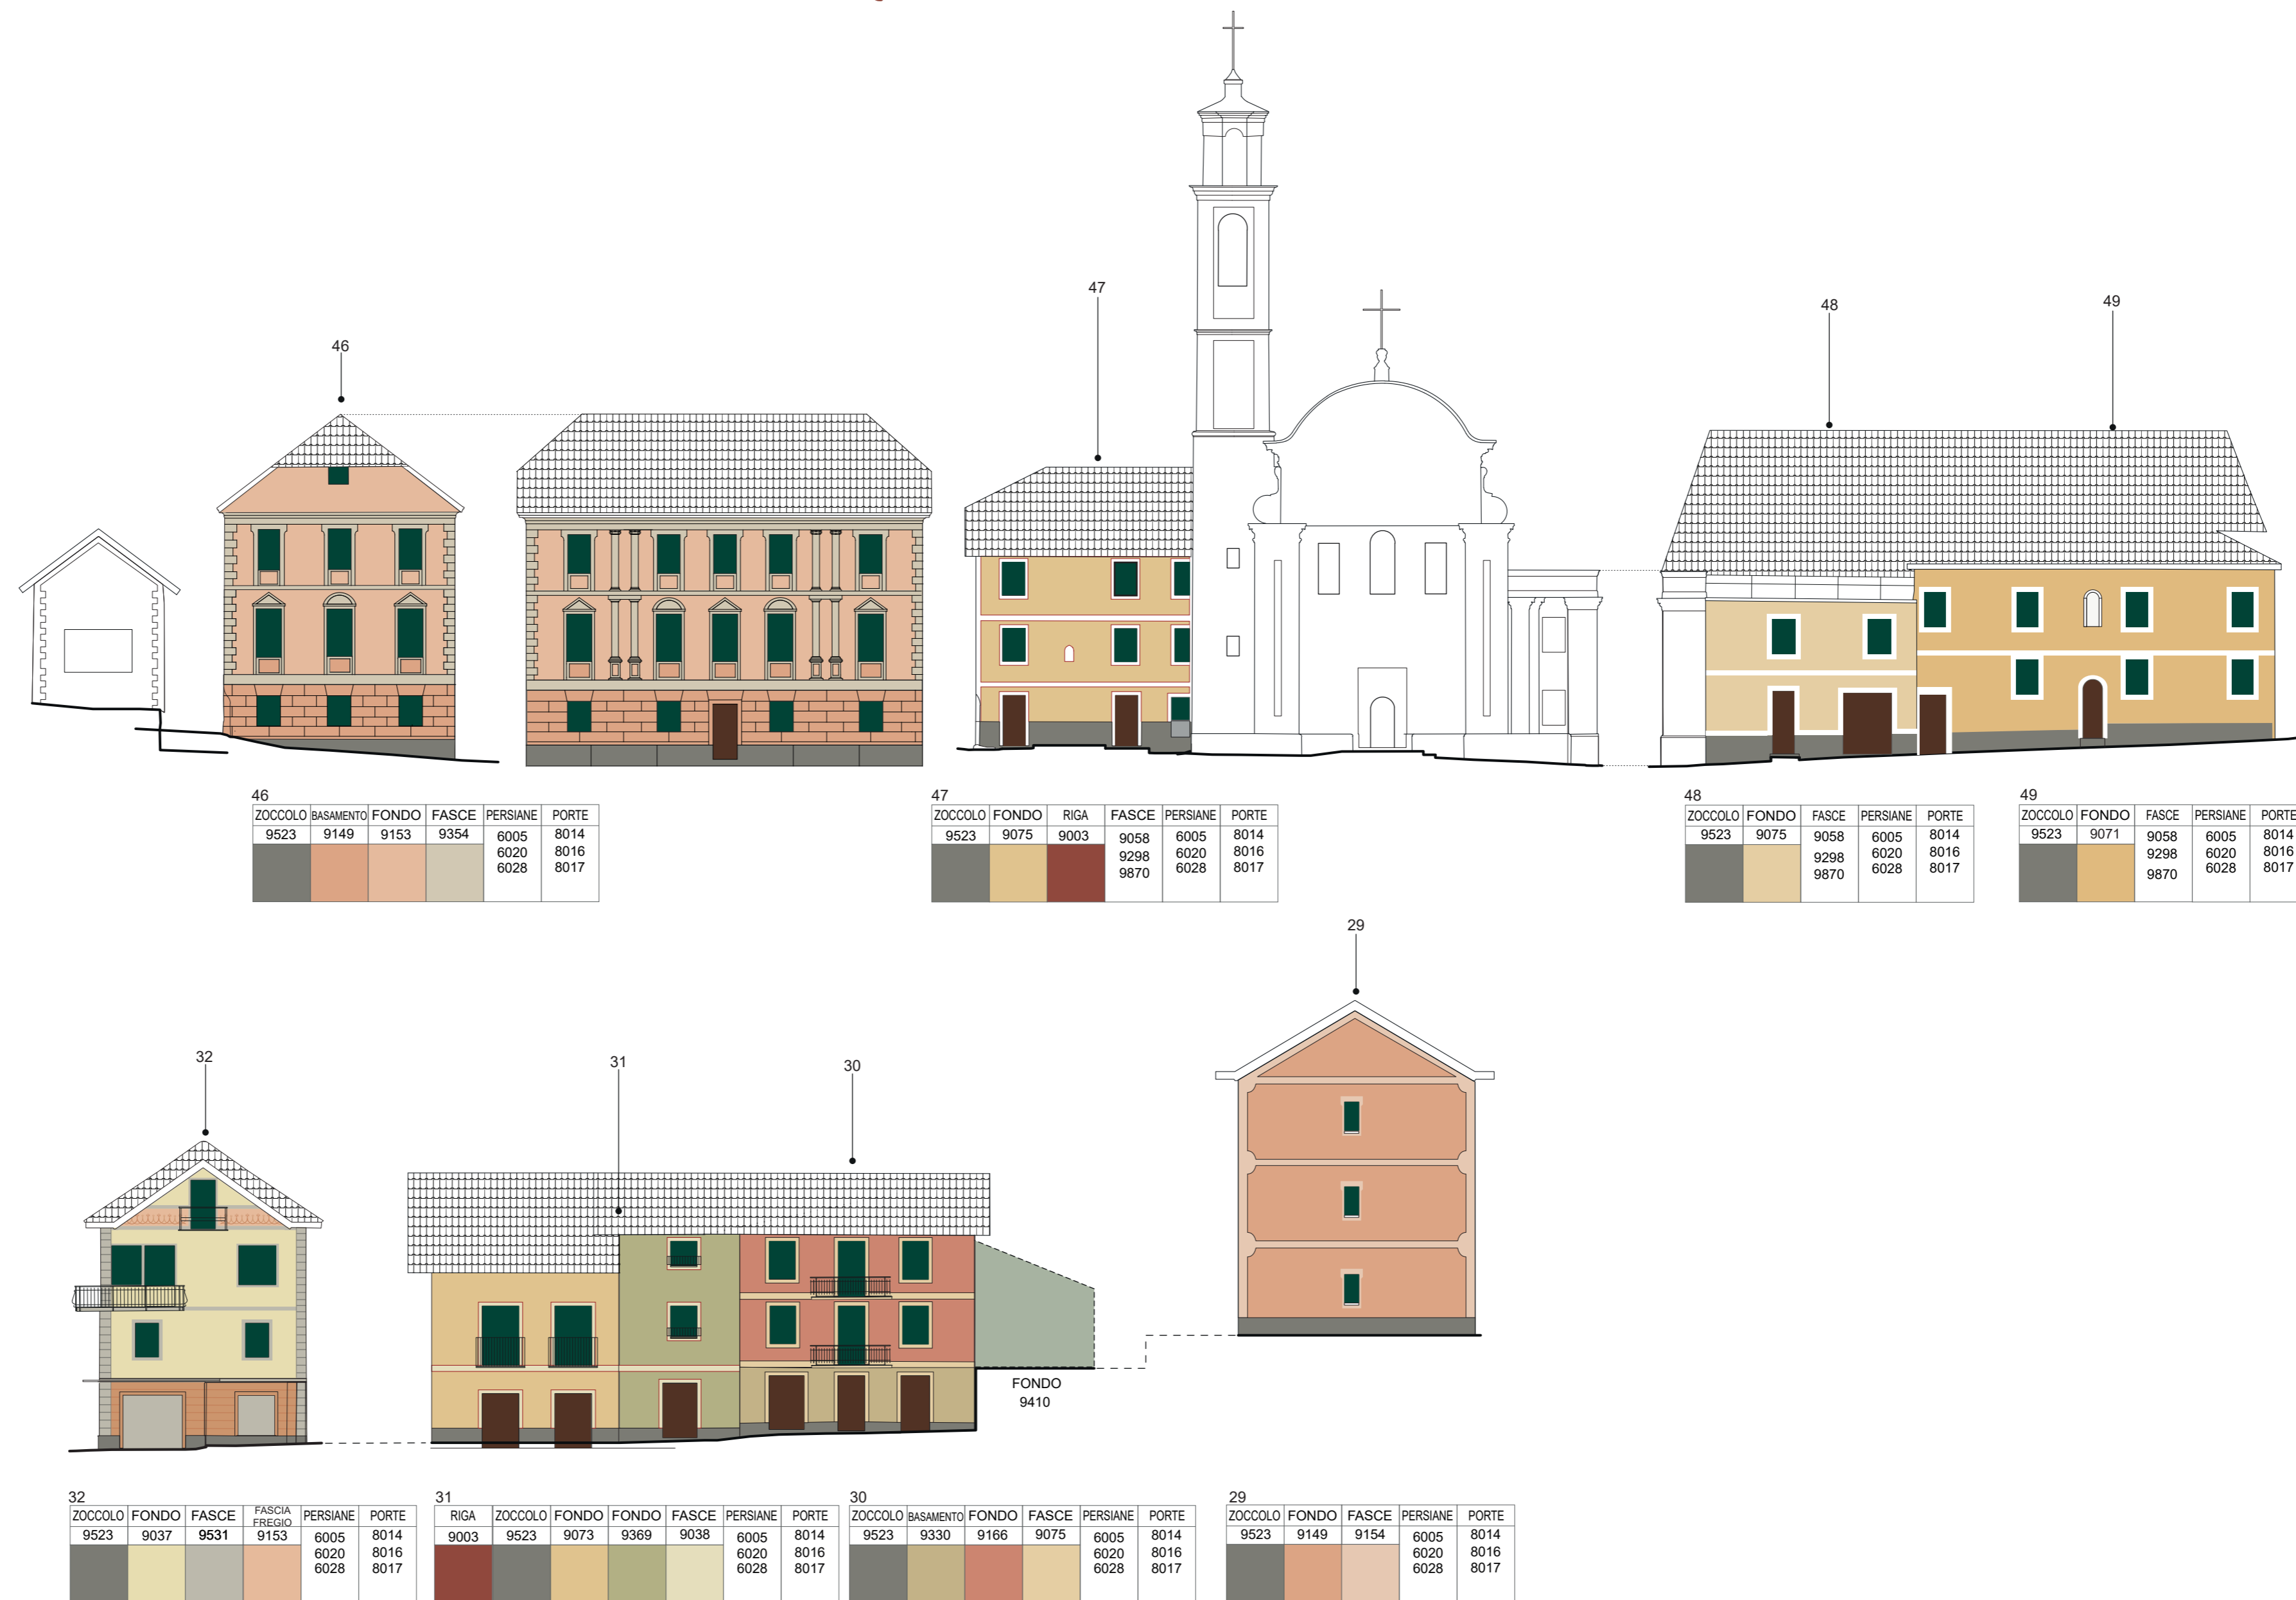 47
48
49
46
46
ZOCCOLO BASAMENTO FONDO FASCE PERSIANE PORTE
9523 9149 9153 9354 6005 8014
6020 8016
6028 8017
47
ZOCCOLO FONDO RIGA FASCE PERSIANE PORTE
9523 9075 9003 9058 6005 8014
9298 6020 8016
9870 6028 8017
48
ZOCCOLO FONDO FASCE PERSIANE PORTE
9523 9075 9058 6005 8014
9298 6020 8016
9870 6028 8017
49
ZOCCOLO FONDO FASCE PERSIANE PORTE
9523 9071 9058 6005 8014
9298 6020 8016
9870 6028 8017
29
32
31
30
FONDO
9410
32
ZOCCOLO FONDO FASCE FASCIA FREGIO PERSIANE PORTE
9523 9037 9531 9153 6005 8014
6020 8016
6028 8017
31
RIGA ZOCCOLO FONDO FONDO FASCE PERSIANE PORTE
9003 9523 9073 9369 9038 6005 8014
6020 8016
6028 8017
30
ZOCCOLO BASAMENTO FONDO FASCE PERSIANE PORTE
9523 9330 9166 9075 6005 8014
6020 8016
6028 8017
29
ZOCCOLO FONDO FASCE PERSIANE PORTE
9523 9149 9154 6005 8014
6020 8016
6028 8017